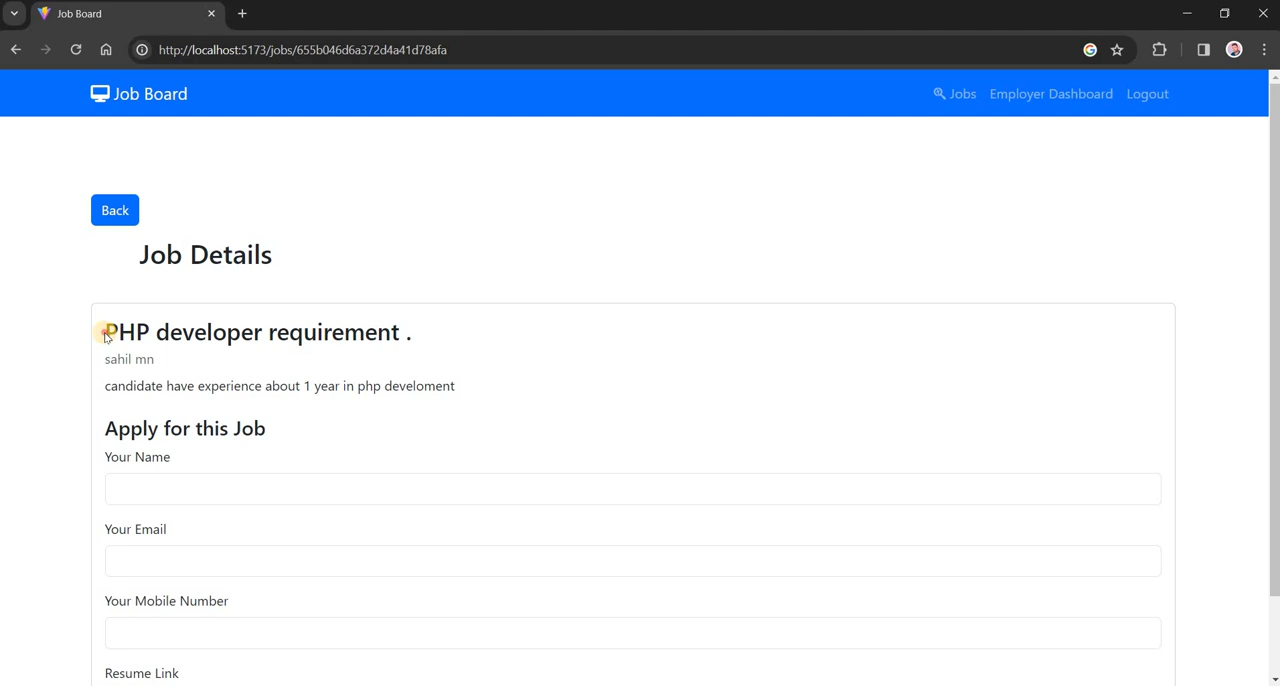 Job Board
http://localhost:5173/jobs/655b046d6a372d4a41d78afa
Job Board
Jobs Employer Dashboard Logout
Back
Job Details
PHP developer requirement .
sahil mn
candidate have experience about 1 year in php develoment
Apply for this Job
Your Name
Your Email
Your Mobile Number
Resume Link